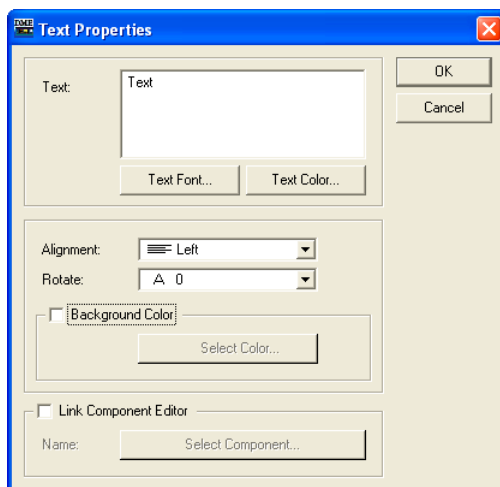 DME Text Properties
OK
Text:
Text
Cancel
Text Font...
Text Color...
Alignment:
Left
Rotate:
A 0
Background Color
Select Color...
Link Component Editor
Name:
Select Component...